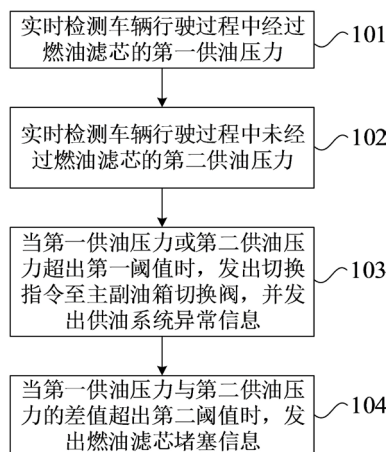 实时检测车辆行驶过程中经过
燃油滤芯的第一供油压力
101
实时检测车辆行驶过程中未经
过燃油滤芯的第二供油压力
102
当第一供油压力或第二供油压
力超出第一阈值时，发出切换
指令至主副油箱切换阀，并发
出供油系统异常信息
103
当第一供油压力与第二供油压
力的差值超出第二阈值时，发
出燃油滤芯堵塞信息
104